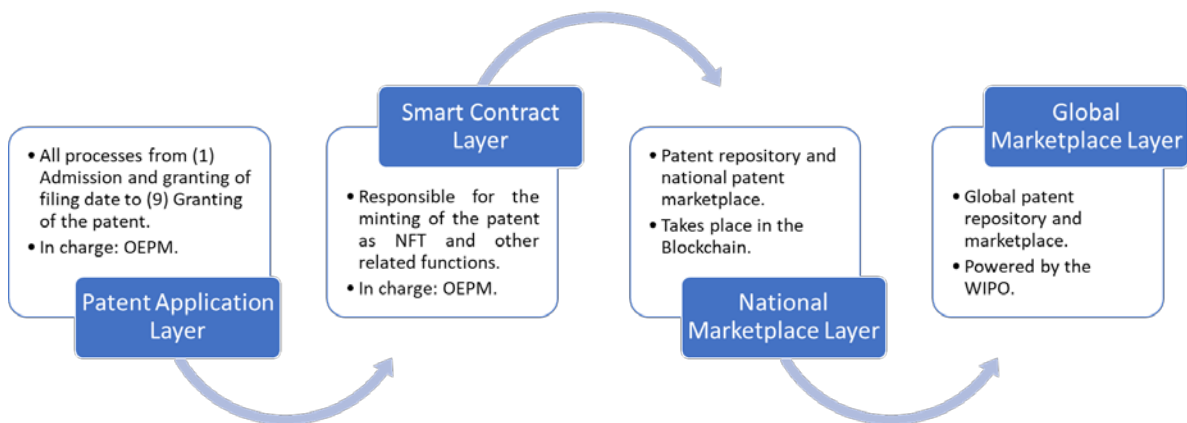 • All processes from (1)
Admission and granting of
filing date to (9) Granting
of the patent.
• In charge: OEPM.
Patent Application
Layer
Smart Contract
Layer
• Responsible for the
minting of the patent
as NFT and other
related functions.
• In charge: OEPM.
• Patent repository and
national patent
marketplace.
• Takes place in the
Blockchain.
National
Marketplace Layer
Global
Marketplace Layer
• Global patent
repository and
marketplace.
• Powered by the
WIPO.